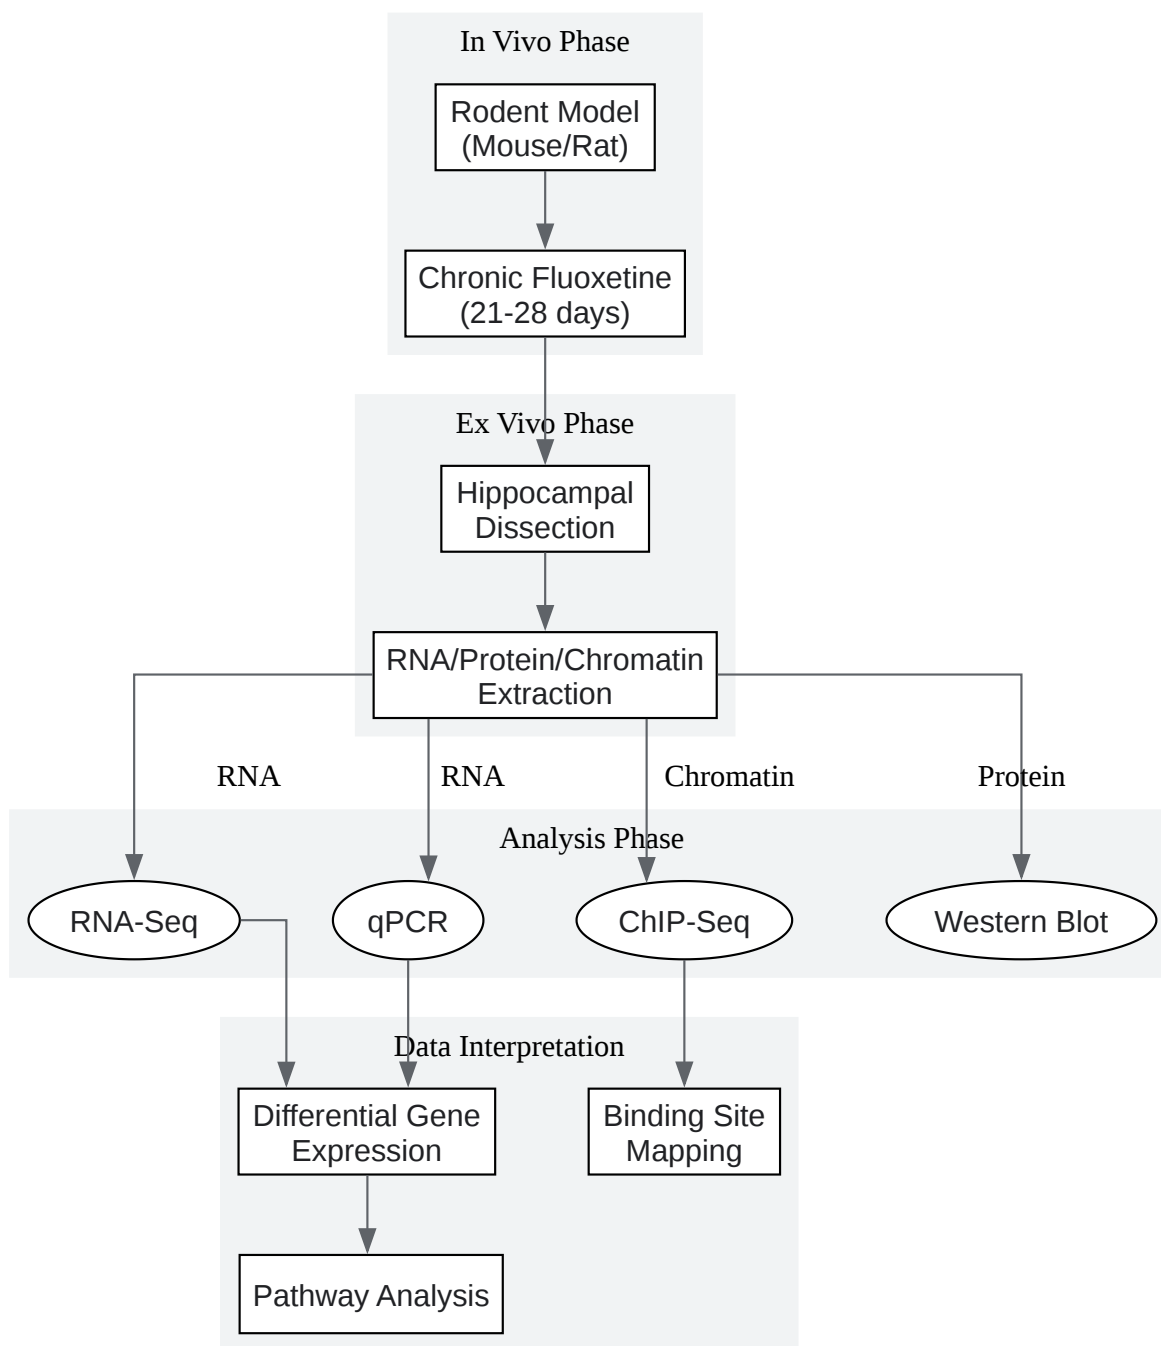 In Vivo Phase
Rodent Model
(Mouse/Rat)
Chronic Fluoxetine
(21-28 days)
Ex Vivo Phase
Hippocampal
Dissection
RNA/Protein/Chromatin
Extraction
RNA
RNA
Chromatin
Protein
Analysis Phase
RNA-Seq
qPCR
ChIP-Seq
Western Blot
Data Interpretation
Differential Gene
Expression
Binding Site
Mapping
Pathway Analysis